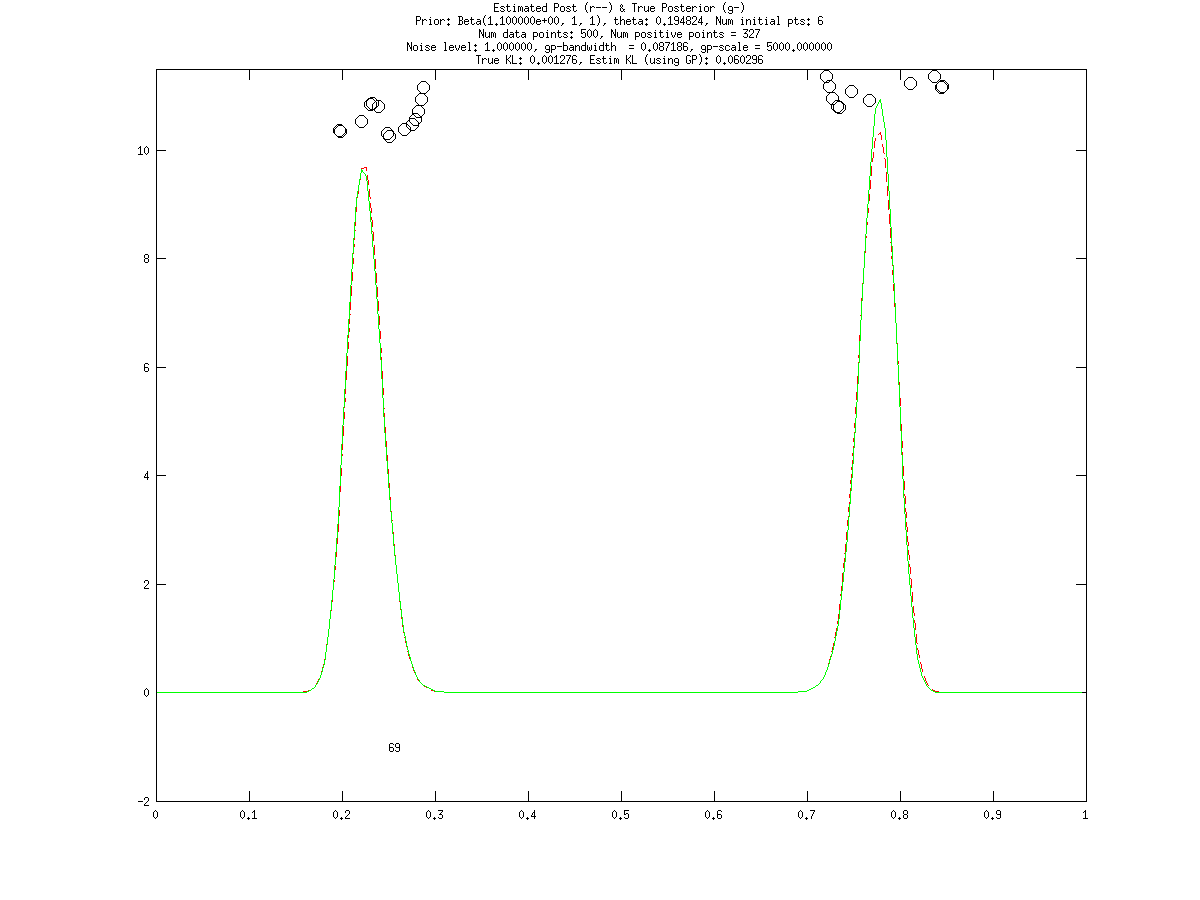 Estimated Post (r--) & True Posterior (g-)
Prior: Beta(1.100000e+00, 1, 1), theta: 0.194824, Num initial pts: 6
Num data points: 500, Num positive points = 327
Noise level: 1.000000, gp-bandwidth  = 0.087186, gp-scale = 5000.000000
True KL: 0.001276, Estim KL (using GP): 0.060296
10
8
6
4
2
0
69
-2
0 0.1 0.2 0.3 0.4 0.5 0.6 0.7 0.8 0.9 1